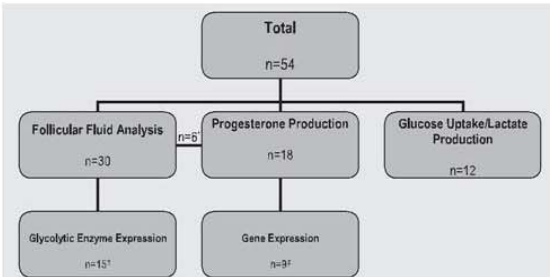 Total
n=54
Follicular Fluid Analysis
n=30
n=6*
Progesterone Production
n=18
Glucose Uptake/Lactate
Production
n=12
Glycolytic Enzyme Expression
n=15†
Gene Expression
n=9‡